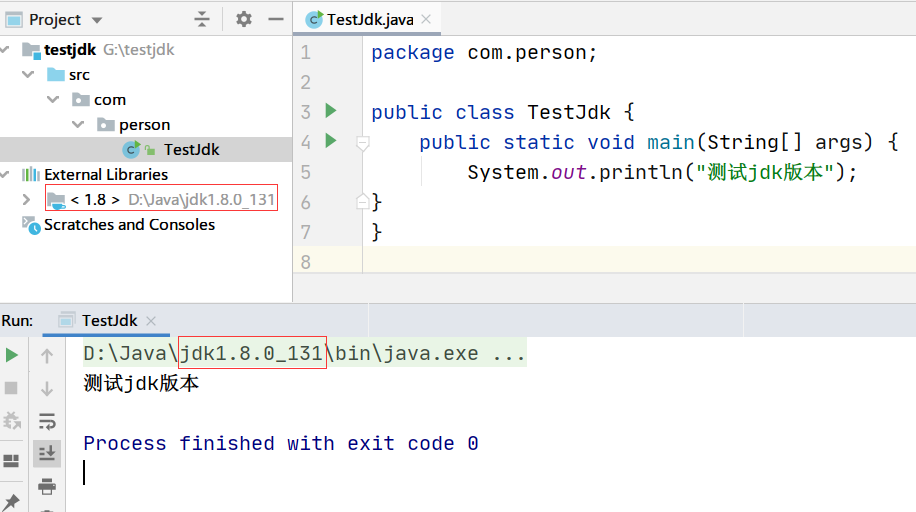 Project
testjdk G:\testjdk
src
com
person
TestJdk
External Libraries
< 1.8 > D:\Java\jdk1.8.0_131
Scratches and Consoles
TestJdk.java
1 package com.person;
2
3 public class TestJdk {
4 public static void main(String[] args) {
5 System.out.println("测试jdk版本");
6 }
7 }
8
Run: TestJdk
D:\Java\jdk1.8.0_131\bin\java.exe ...
测试jdk版本
Process finished with exit code 0